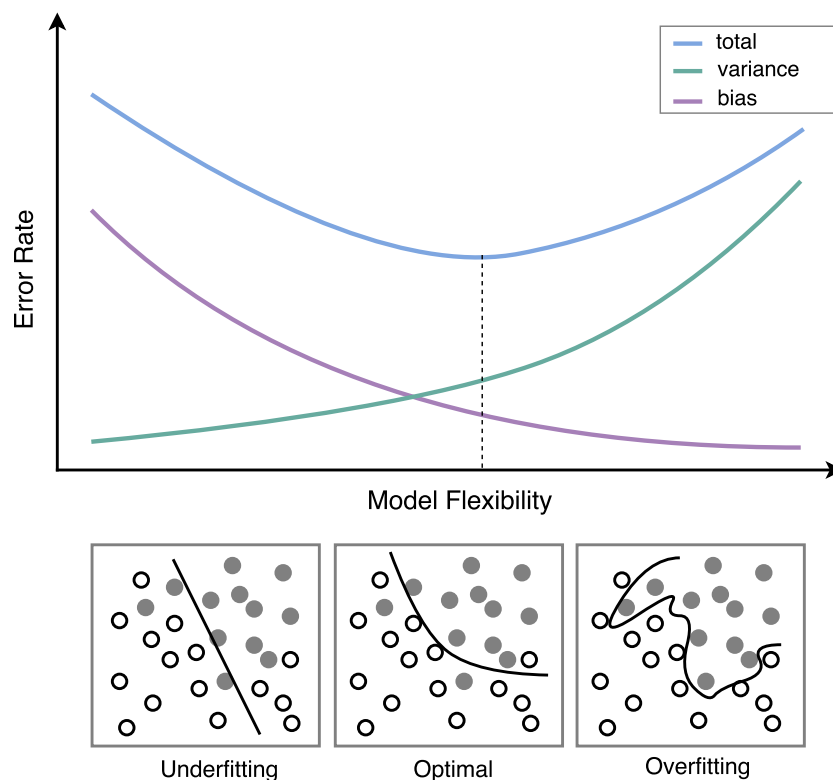 total
variance
bias
Error Rate
Model Flexibility
Underfitting
Optimal
Overfitting